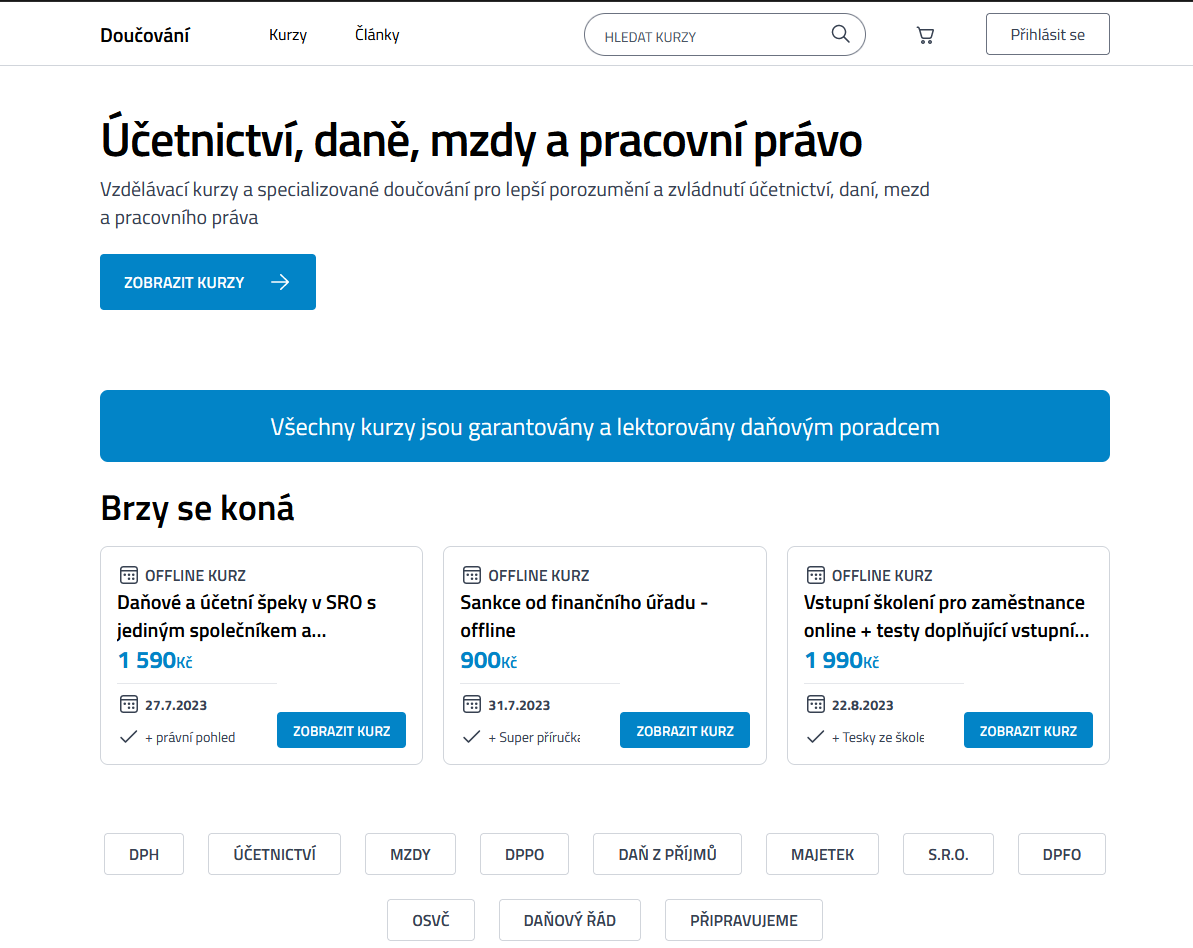 Doučování
Kurzy
Články
HLEDAT KURZY
Přihlásit se
Účetnictví, daně, mzdy a pracovní právo
Vzdělávací kurzy a specializované doučování pro lepší porozumění a zvládnutí účetnictví, daní, mezd
a pracovního práva
ZOBRAZIT KURZY
Všechny kurzy jsou garantovány a lektorovány daňovým poradcem
Brzy se koná
OFFLINE KURZ
Daňové a účetní špeky v SRO s
jediným společníkem a...
1 590Kč
27.7.2023
+ právní pohled
ZOBRAZIT KURZ
OFFLINE KURZ
Sankce od finančního úřadu -
offline
900Kč
31.7.2023
+ Super příručka
ZOBRAZIT KURZ
OFFLINE KURZ
Vstupní školení pro zaměstnance
online + testy doplňující vstupní...
1 990Kč
22.8.2023
+ Tesky ze škole
ZOBRAZIT KURZ
DPH
ÚČETNICTVÍ
MZDY
DPPO
DAŇ Z PŘÍJMŮ
MAJETEK
S.R.O.
DPFO
OSVČ
DAŇOVÝ ŘÁD
PŘIPRAVUJEME